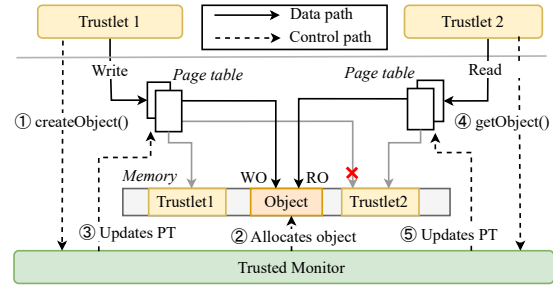 Trustlet 1
Data path
Control path
Trustlet 2
Write
Page table
Page table
Read
① createObject()
④ getObject()
Memory
WO
RO
Trustlet1
Object
Trustlet2
③ Updates PT
② Allocates object
⑤ Updates PT
Trusted Monitor